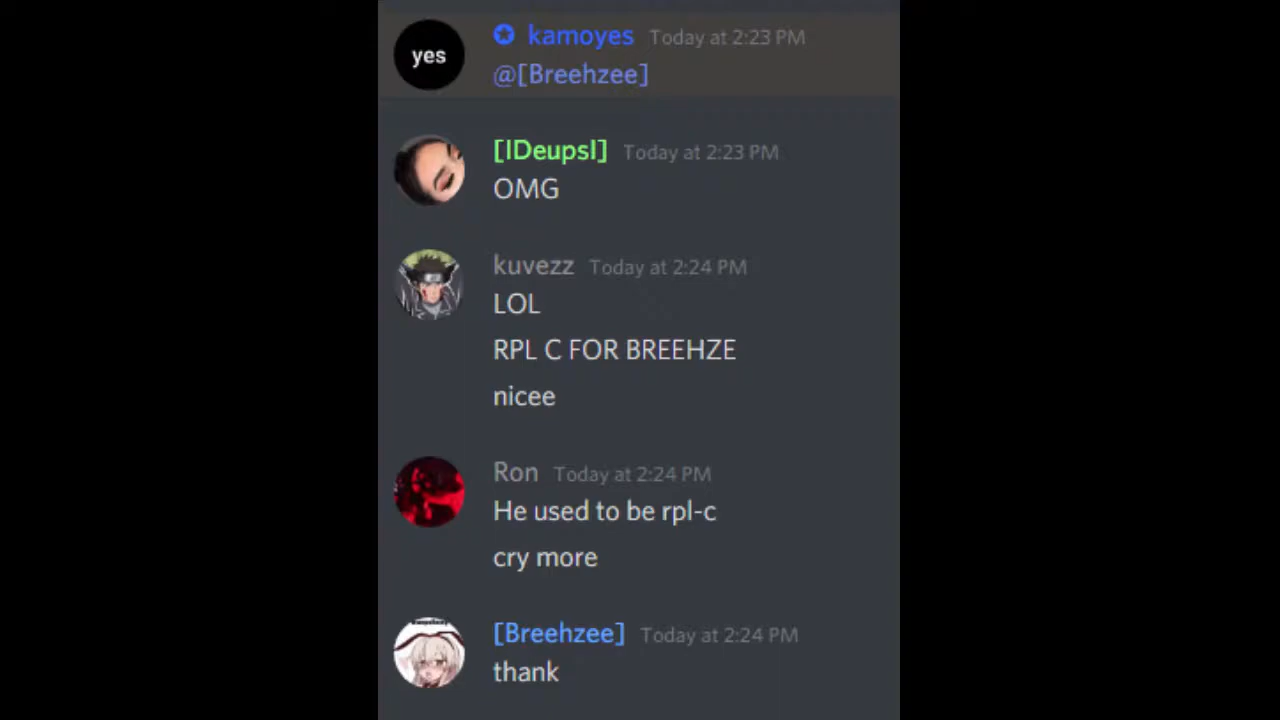 yes
kamoyes Today at 2:23 PM
@[Breehzee]
[IDeupsI] Today at 2:23 PM
OMG
kuvezz Today at 2:24 PM
LOL
RPL C FOR BREEHZE
nicee
Ron Today at 2:24 PM
He used to be rpl-c
cry more
[Breehzee] Today at 2:24 PM
thank